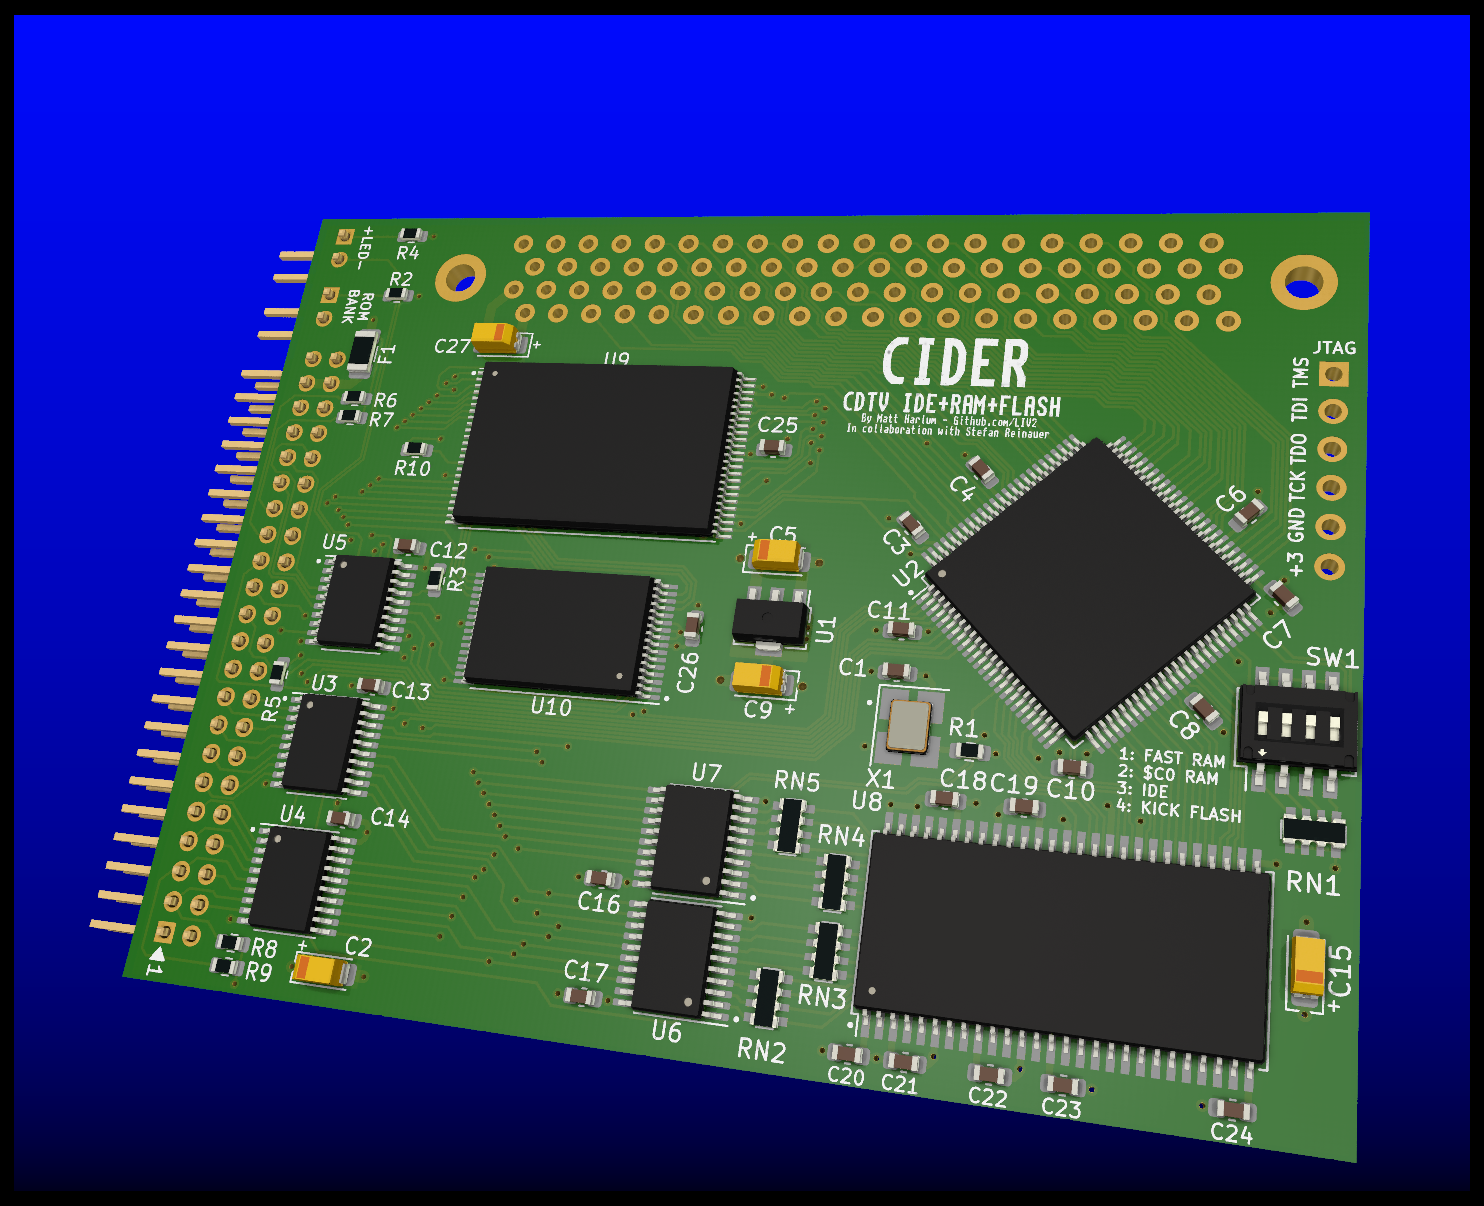 +LED-
R4
R2
ROM
BANK
F1
C27
+
U9
R6
R7
R10
C25
CIDER
CDTV IDE+RAM+FLASH
By Matt Harlum - Github.com/LIV2
In collaboration with Stefan Reinauer
JTAG
TMS
TDI
TDO
TCK
GND
+3
C4
C6
C3
U2
C7
U5
C12
R3
+
C5
U1
C11
C26
C1
C9
+
U10
R5
U3
C13
SW1
C8
R1
X1
C18
C19
C10
1: FAST RAM
2: $C0 RAM
3: IDE
4: KICK FLASH
U7
RN5
U8
RN4
U4
C14
RN1
C16
C17
U6
RN3
RN2
C15
+
R8
R9
+
C2
1
C20
C21
C22
C23
C24